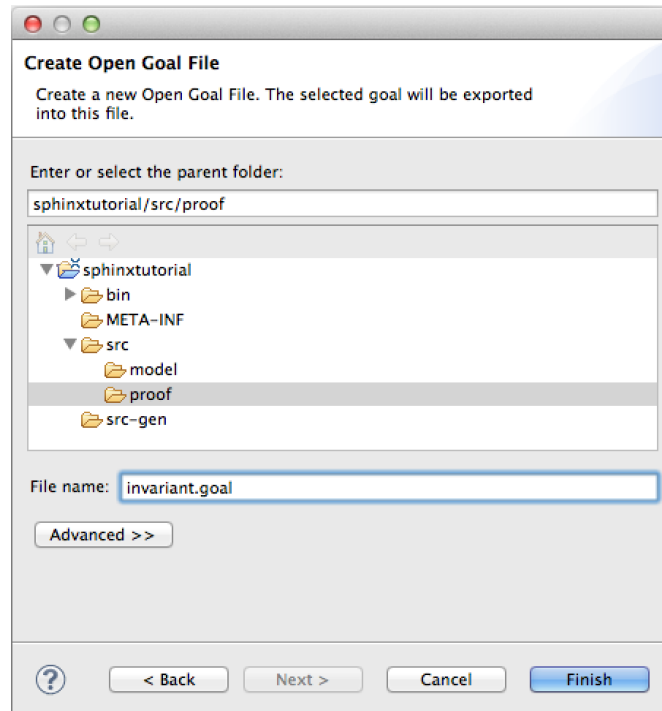 Create Open Goal File
Create a new Open Goal File. The selected goal will be exported
into this file.
Enter or select the parent folder:
sphinxtutorial/src/proof
sphinxtutorial
bin
META-INF
src
model
proof
src-gen
File name: invariant.goal
Advanced >>
? < Back Next > Cancel Finish